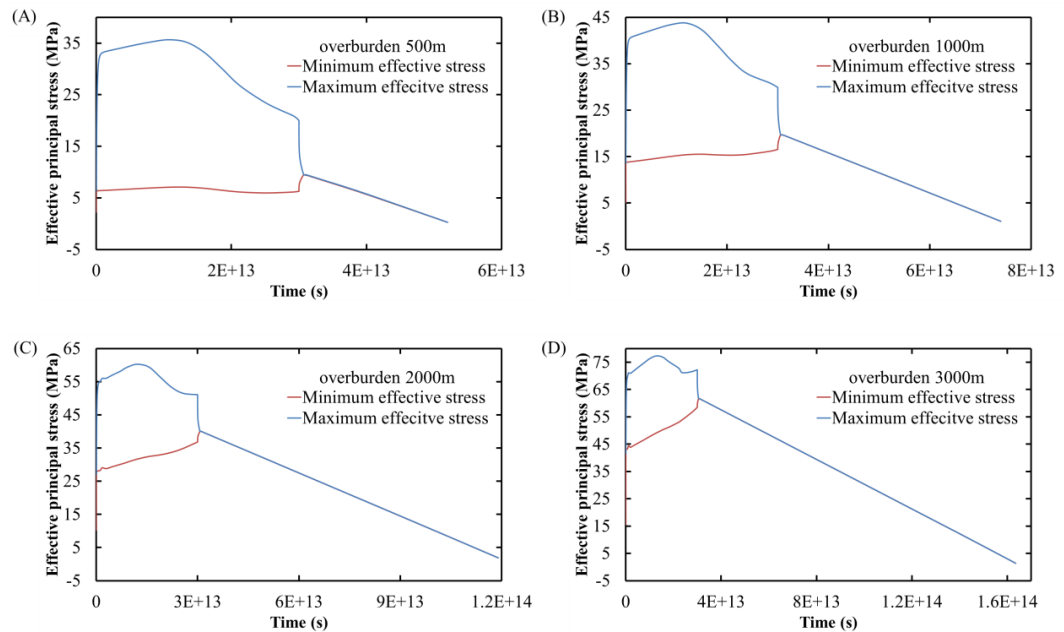 (A)
Effective principal stress (MPa)
35
25
15
5
-5
overburden 500m
Minimum effective stress
Maximum effecitve stress
0
2E+13
4E+13
6E+13
Time (s)
(B)
Effective principal stress (MPa)
45
35
25
15
5
-5
overburden 1000m
Minimum effective stress
Maximum effecitve stress
0
2E+13
4E+13
6E+13
8E+13
Time (s)
(C)
Effective principal stress (MPa)
65
55
45
35
25
15
5
-5
overburden 2000m
Minimum effective stress
Maximum effecitve stress
0
3E+13
6E+13
9E+13
1.2E+14
Time (s)
(D)
Effective principal stress (MPa)
75
65
55
45
35
25
15
5
-5
overburden 3000m
Minimum effective stress
Maximum effecitve stress
0
4E+13
8E+13
1.2E+14
1.6E+14
Time (s)